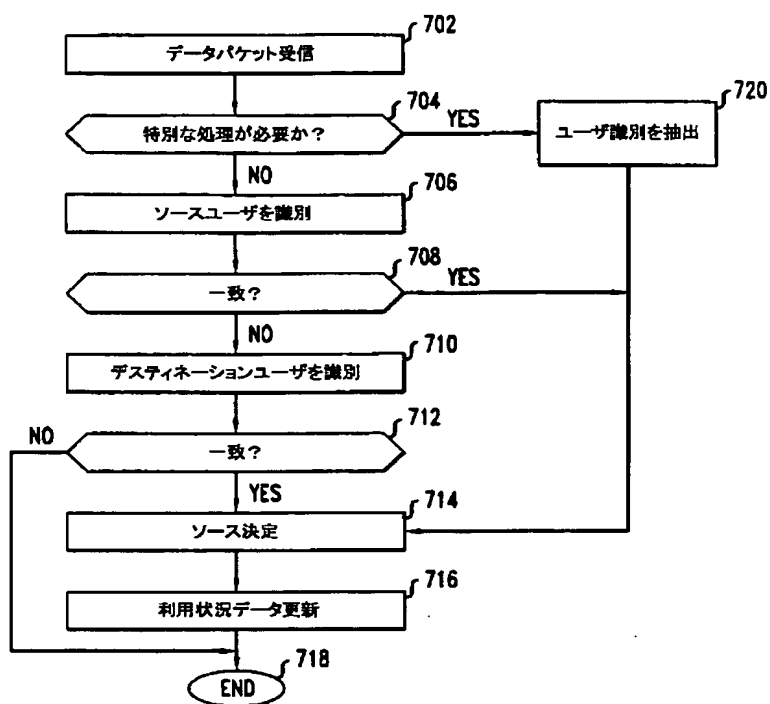 702
データパケット受信
704
特別な処理が必要か?
YES
720
ユーザ識別を抽出
NO
706
ソースユーザを識別
708
一致?
YES
NO
710
デスティネーションユーザを識別
712
NO
一致?
YES
714
ソース決定
716
利用状況データ更新
718
END